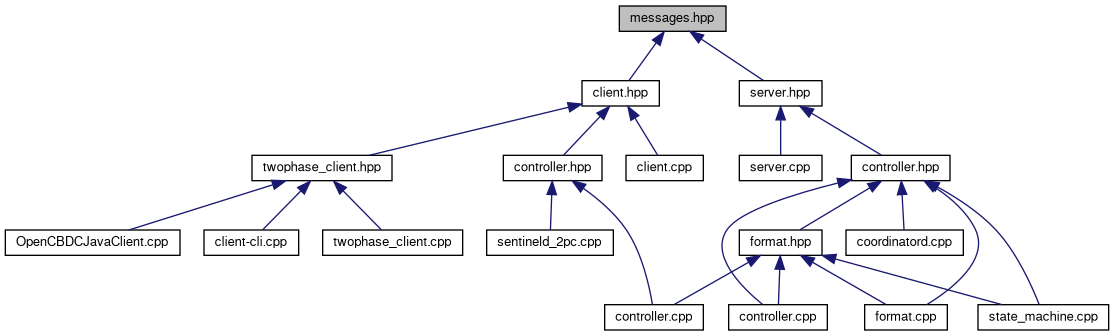 messages.hpp
client.hpp
server.hpp
twophase_client.hpp
controller.hpp
client.cpp
server.cpp
controller.hpp
OpenCBDCJavaClient.cpp
client-cli.cpp
twophase_client.cpp
sentineld_2pc.cpp
format.hpp
coordinatord.cpp
controller.cpp
controller.cpp
format.cpp
state_machine.cpp